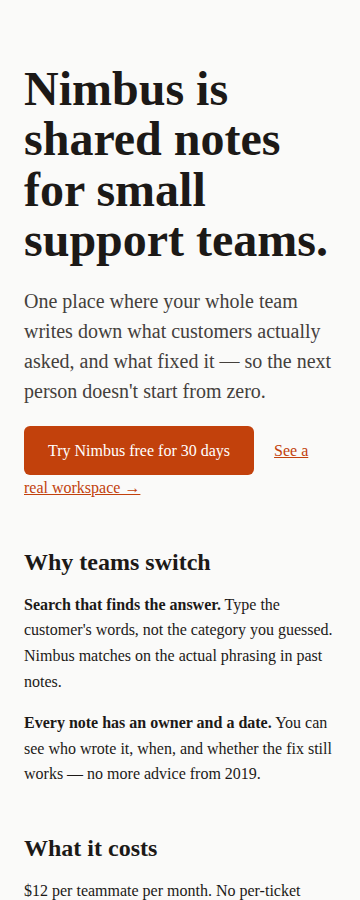 Nimbus is
shared notes
for small
support teams.
One place where your whole team
writes down what customers actually
asked, and what fixed it — so the next
person doesn't start from zero.
Try Nimbus free for 30 days See a
real workspace →
Why teams switch
Search that finds the answer. Type the
customer's words, not the category you guessed.
Nimbus matches on the actual phrasing in past
notes.
Every note has an owner and a date. You can
see who wrote it, when, and whether the fix still
works — no more advice from 2019.
What it costs
$12 per teammate per month. No per-ticket